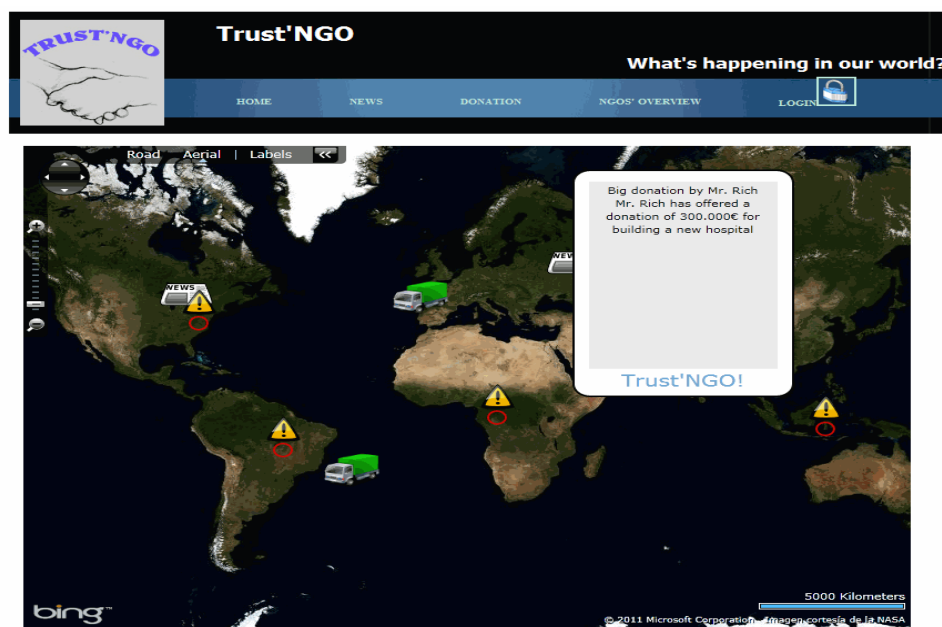 TRUST'NGO
Trust'NGO
What's happening in our world?
HOME NEWS DONATION NGOS' OVERVIEW LOGIN
Road Aerial | Labels <<
Big donation by Mr. Rich
Mr. Rich has offered a
donation of 300.000€ for
building a new hospital
NEW
NEWS
Trust'NGO!
5000 Kilometers
bing™
© 2011 Microsoft Corporation Imagen cortesía de la NASA